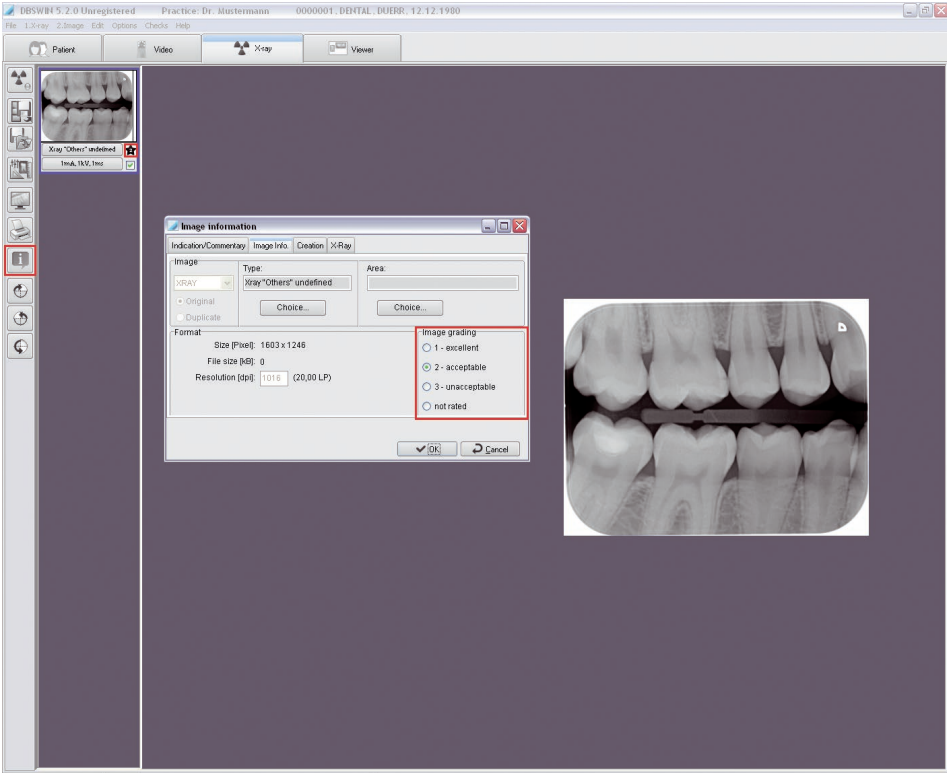 DBSWIN 5.2.0 Unregistered Practice: Dr. Mustermann 0000001, DENTAL, DUERR, 12.12.1980
File 1.X-ray 2.Image Edit Options Checks Help
Patient Video X-ray Viewer
Xray "Others" undefined
1mA, 1kV, 1ms
Image information
Indication/Commentary Image Info. Creation X-Ray
Image
XRAY
Original
Duplicate
Type:
Xray "Others" undefined
Choice...
Area:
Choice...
Format
Size [Pixel]: 1603 x 1246
File size [kB]: 0
Resolution [dpi]: 1016 (20,00 LP)
Image grading
1 - excellent
2 - acceptable
3 - unacceptable
not rated
OK Cancel